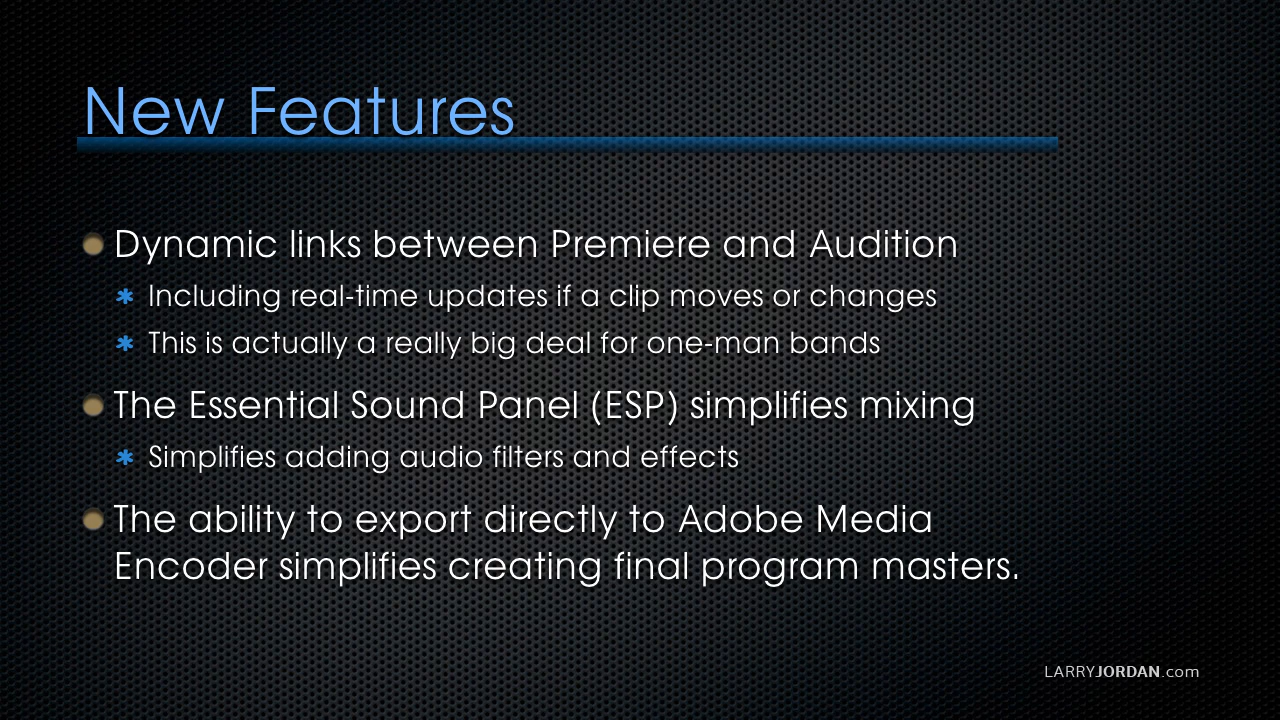 New Features
Dynamic links between Premiere and Audition
Including real-time updates if a clip moves or changes
This is actually a really big deal for one-man bands
The Essential Sound Panel (ESP) simplifies mixing
Simplifies adding audio filters and effects
The ability to export directly to Adobe Media
Encoder simplifies creating final program masters.
LARRYJORDAN.com